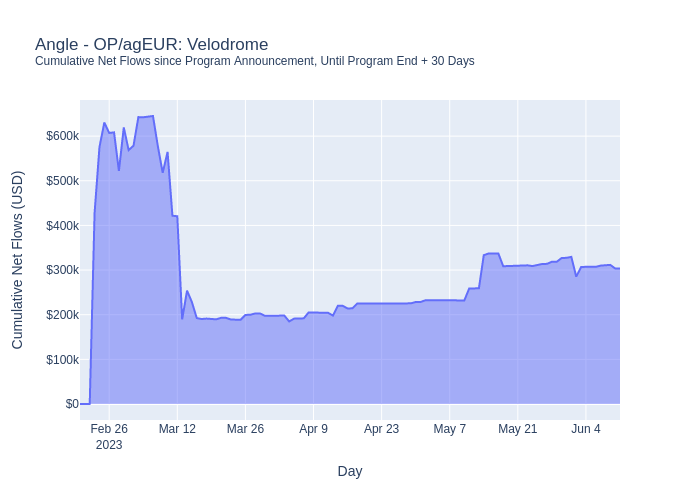 Angle - OP/agEUR: Velodrome
Cumulative Net Flows since Program Announcement, Until Program End + 30 Days
Cumulative Net Flows (USD)
$600k
$500k
$400k
$300k
$200k
$100k
$0
Feb 26
2023
Mar 12
Mar 26
Apr 9
Apr 23
May 7
May 21
Jun 4
Day